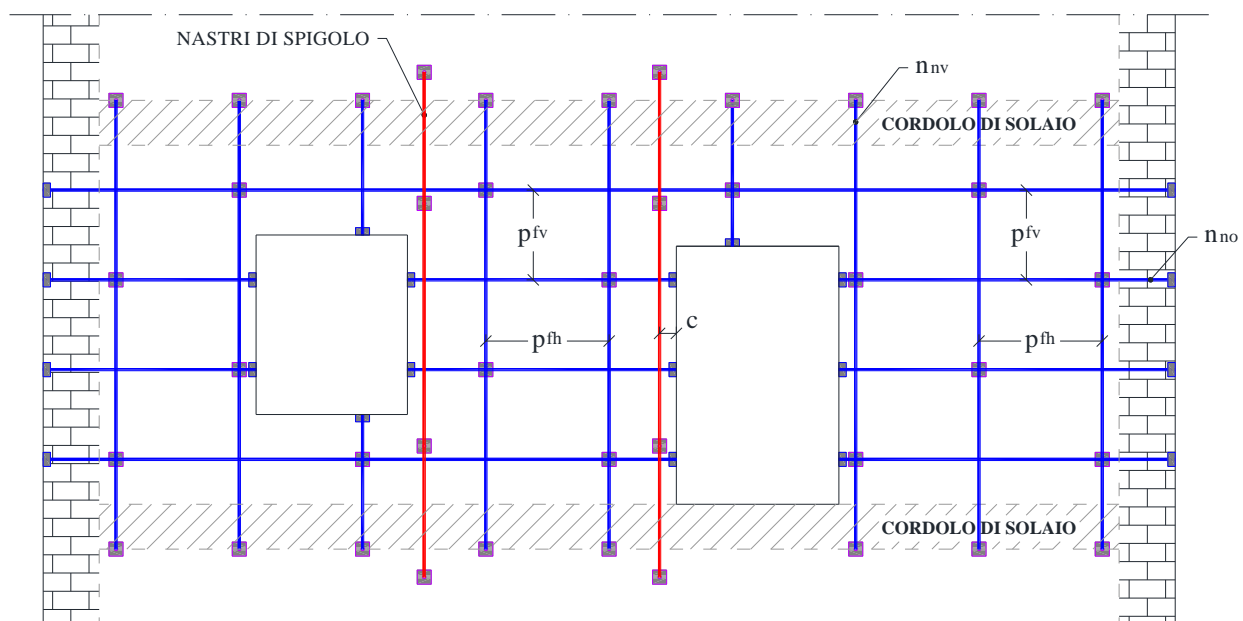 NASTRI DI SPIGOLO
nnv
CORDOLO DI SOLAIO
pfv
pfv
nno
c
pfh
pfh
CORDOLO DI SOLAIO